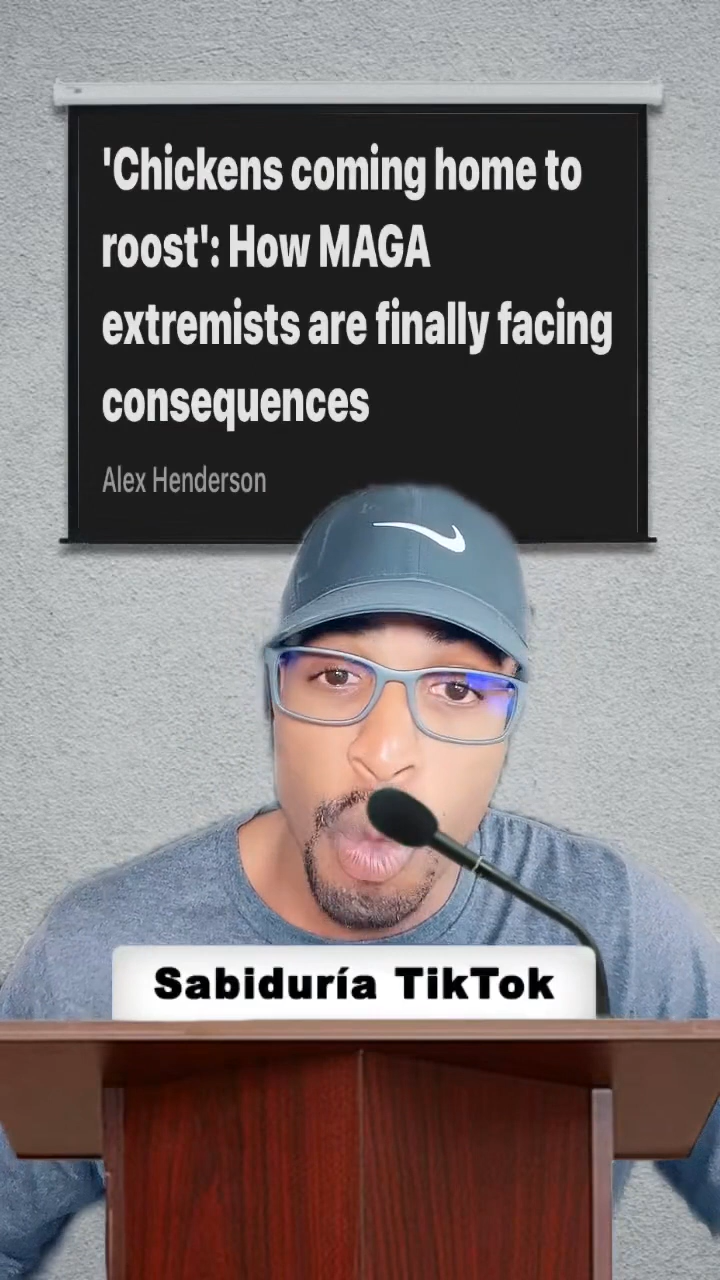 'Chickens coming home to
roost': How MAGA
extremists are finally facing
consequences
Alex Henderson
Sabiduría TikTok